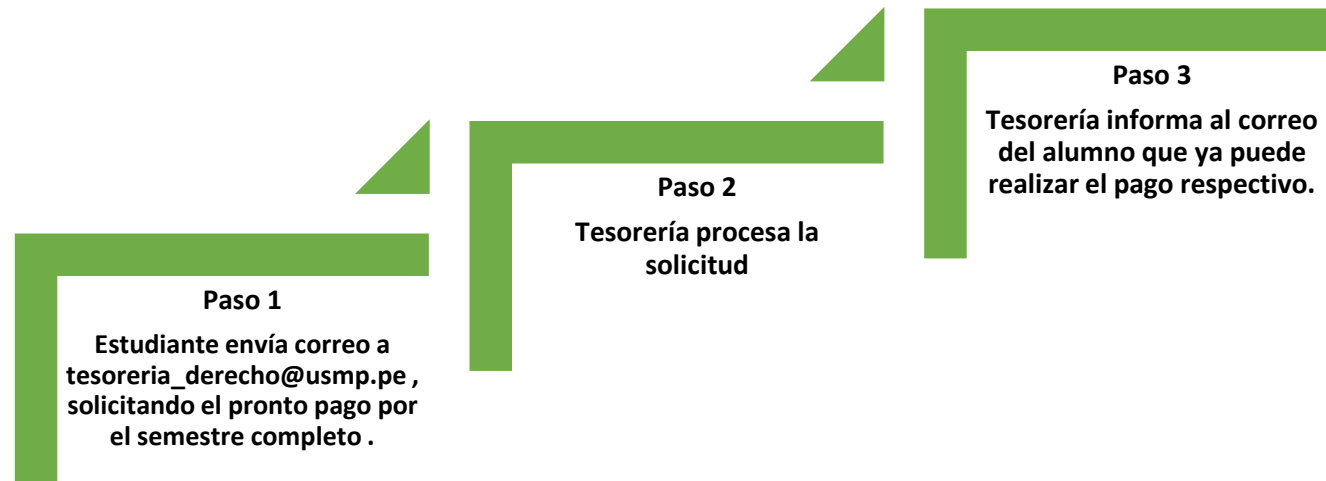 Paso 1
Estudiante envía correo a
tesoreria_derecho@usmp.pe ,
solicitando el pronto pago por
el semestre completo .
Paso 2
Tesorería procesa la
solicitud
Paso 3
Tesorería informa al correo
del alumno que ya puede
realizar el pago respectivo.